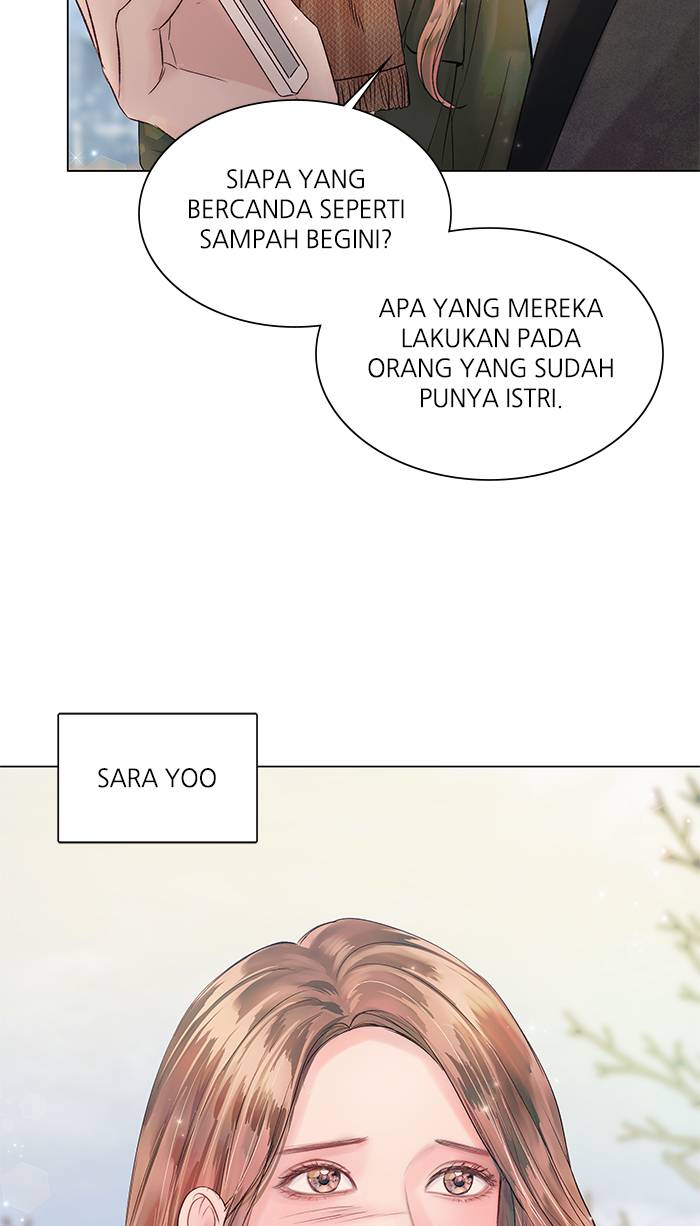 SIAPA YANG
BERCANDA SEPERTI
SAMPAH BEGINI?
APA YANG MEREKA
LAKUKAN PADA
ORANG YANG SUDAH
PUNYA ISTRI.
SARA YOO